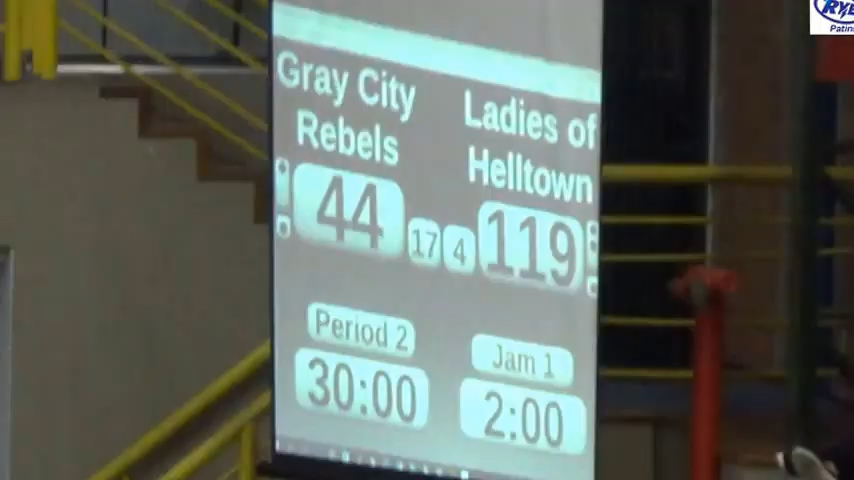 Gray City
Rebels
Ladies of
Helltown
44
17
4
119
Period 2
Jam 1
30:00
2:00